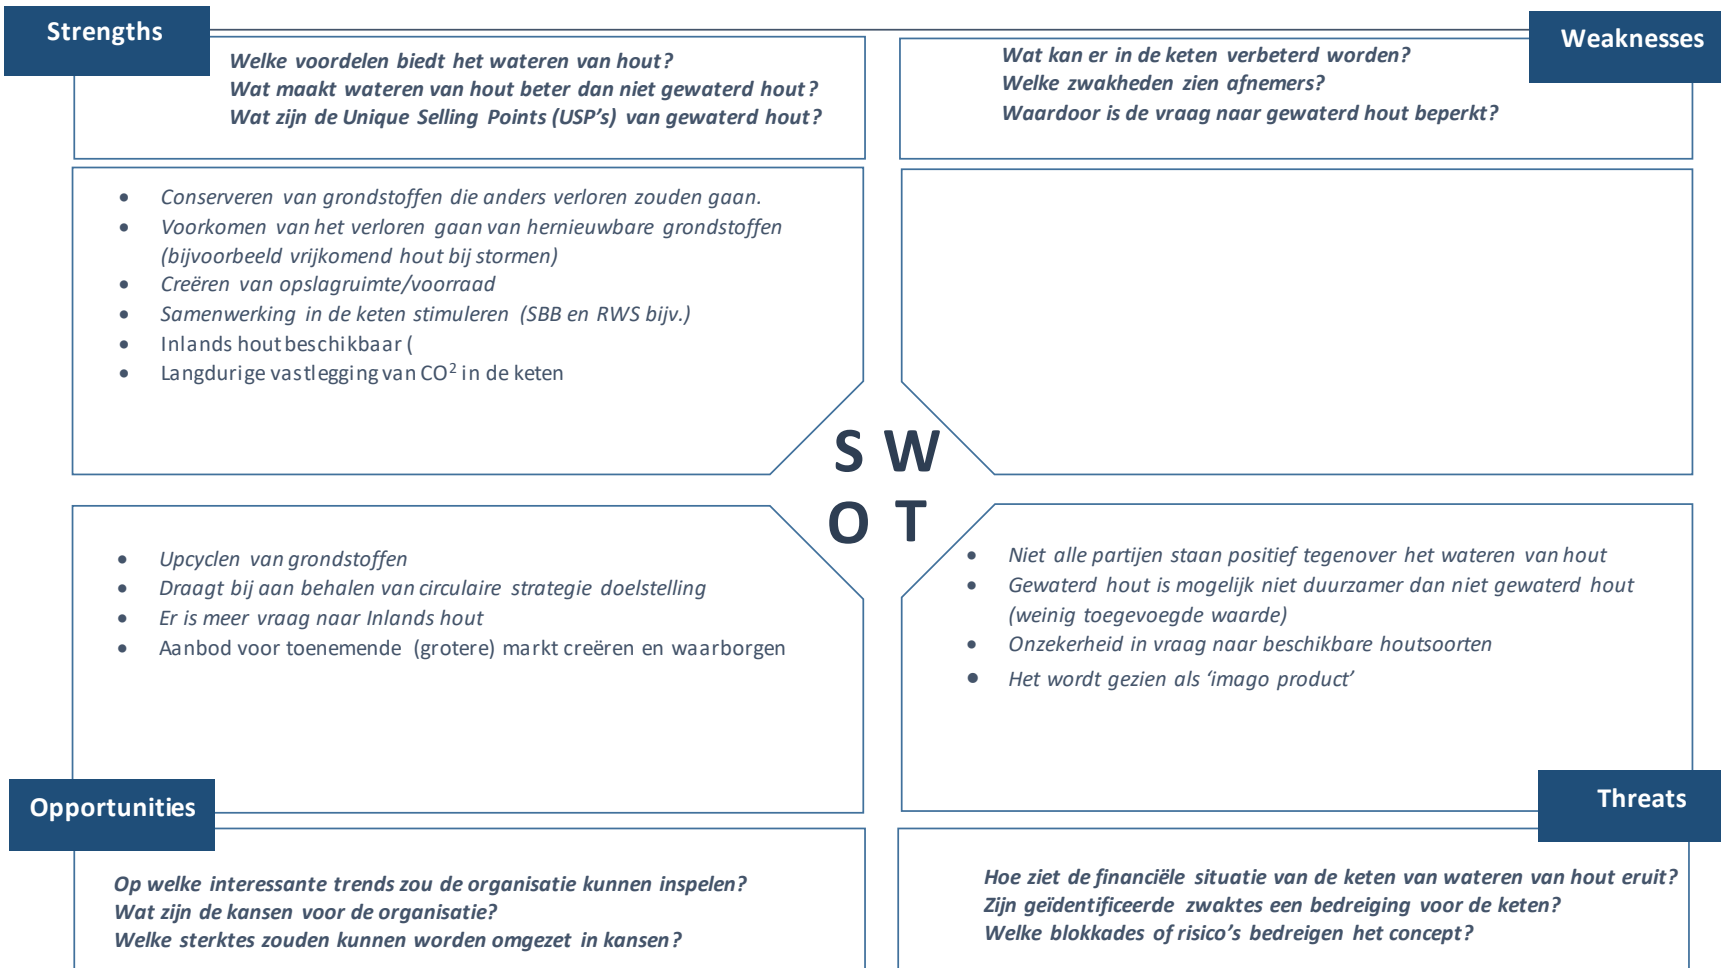 Strengths
Welke voordelen biedt het wateren van hout?
Wat maakt wateren van hout beter dan niet gewaterd hout?
Wat zijn de Unique Selling Points (USP's) van gewaterd hout?
Weaknesses
Wat kan er in de keten verbeterd worden?
Welke zwakheden zien afnemers?
Waardoor is de vraag naar gewaterd hout beperkt?
• Conserveren van grondstoffen die anders verloren zouden gaan.
• Voorkomen van het verloren gaan van hernieuwbare grondstoffen
(bijvoorbeeld vrijkomend hout bij stormen)
• Creëren van opslagruimte/voorraad
• Samenwerking in de keten stimuleren (SBB en RWS bijv.)
• Inlands hout beschikbaar (
• Langdurige vastlegging van CO² in de keten
S W
O T
• Upcyclen van grondstoffen
• Draagt bij aan behalen van circulaire strategie doelstelling
• Er is meer vraag naar Inlands hout
• Aanbod voor toenemende (grotere) markt creëren en waarborgen
• Niet alle partijen staan positief tegenover het wateren van hout
• Gewaterd hout is mogelijk niet duurzamer dan niet gewaterd hout
(weinig toegevoegde waarde)
• Onzekerheid in vraag naar beschikbare houtsoorten
• Het wordt gezien als 'imago product'
Opportunities
Op welke interessante trends zou de organisatie kunnen inspelen?
Wat zijn de kansen voor de organisatie?
Welke sterktes zouden kunnen worden omgezet in kansen?
Threats
Hoe ziet de financiële situatie van de keten van wateren van hout eruit?
Zijn geïdentificeerde zwaktes een bedreiging voor de keten?
Welke blokkades of risico's bedreigen het concept?